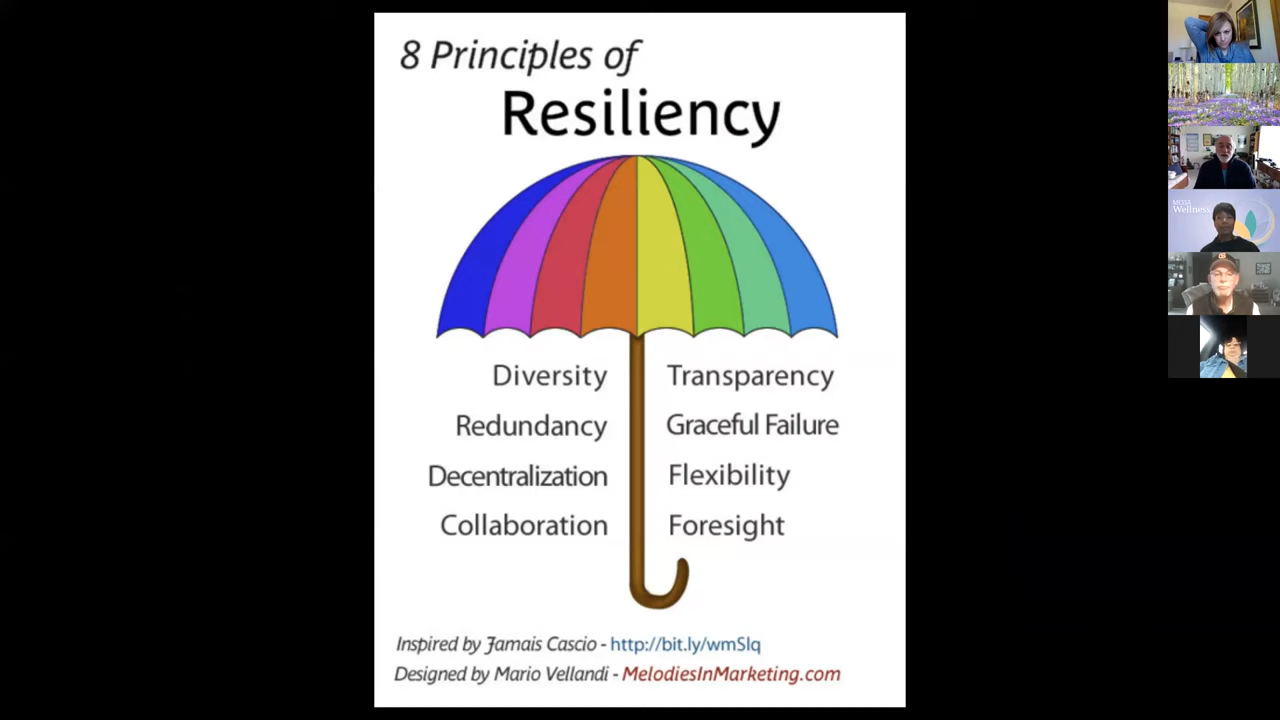 8 Principles of
Resiliency
Diversity
Redundancy
Decentralization
Collaboration
Transparency
Graceful Failure
Flexibility
Foresight
Inspired by Jamais Cascio - http://bit.ly/wmSlq
Designed by Mario Vellandi - MelodiesInMarketing.com
Wellness